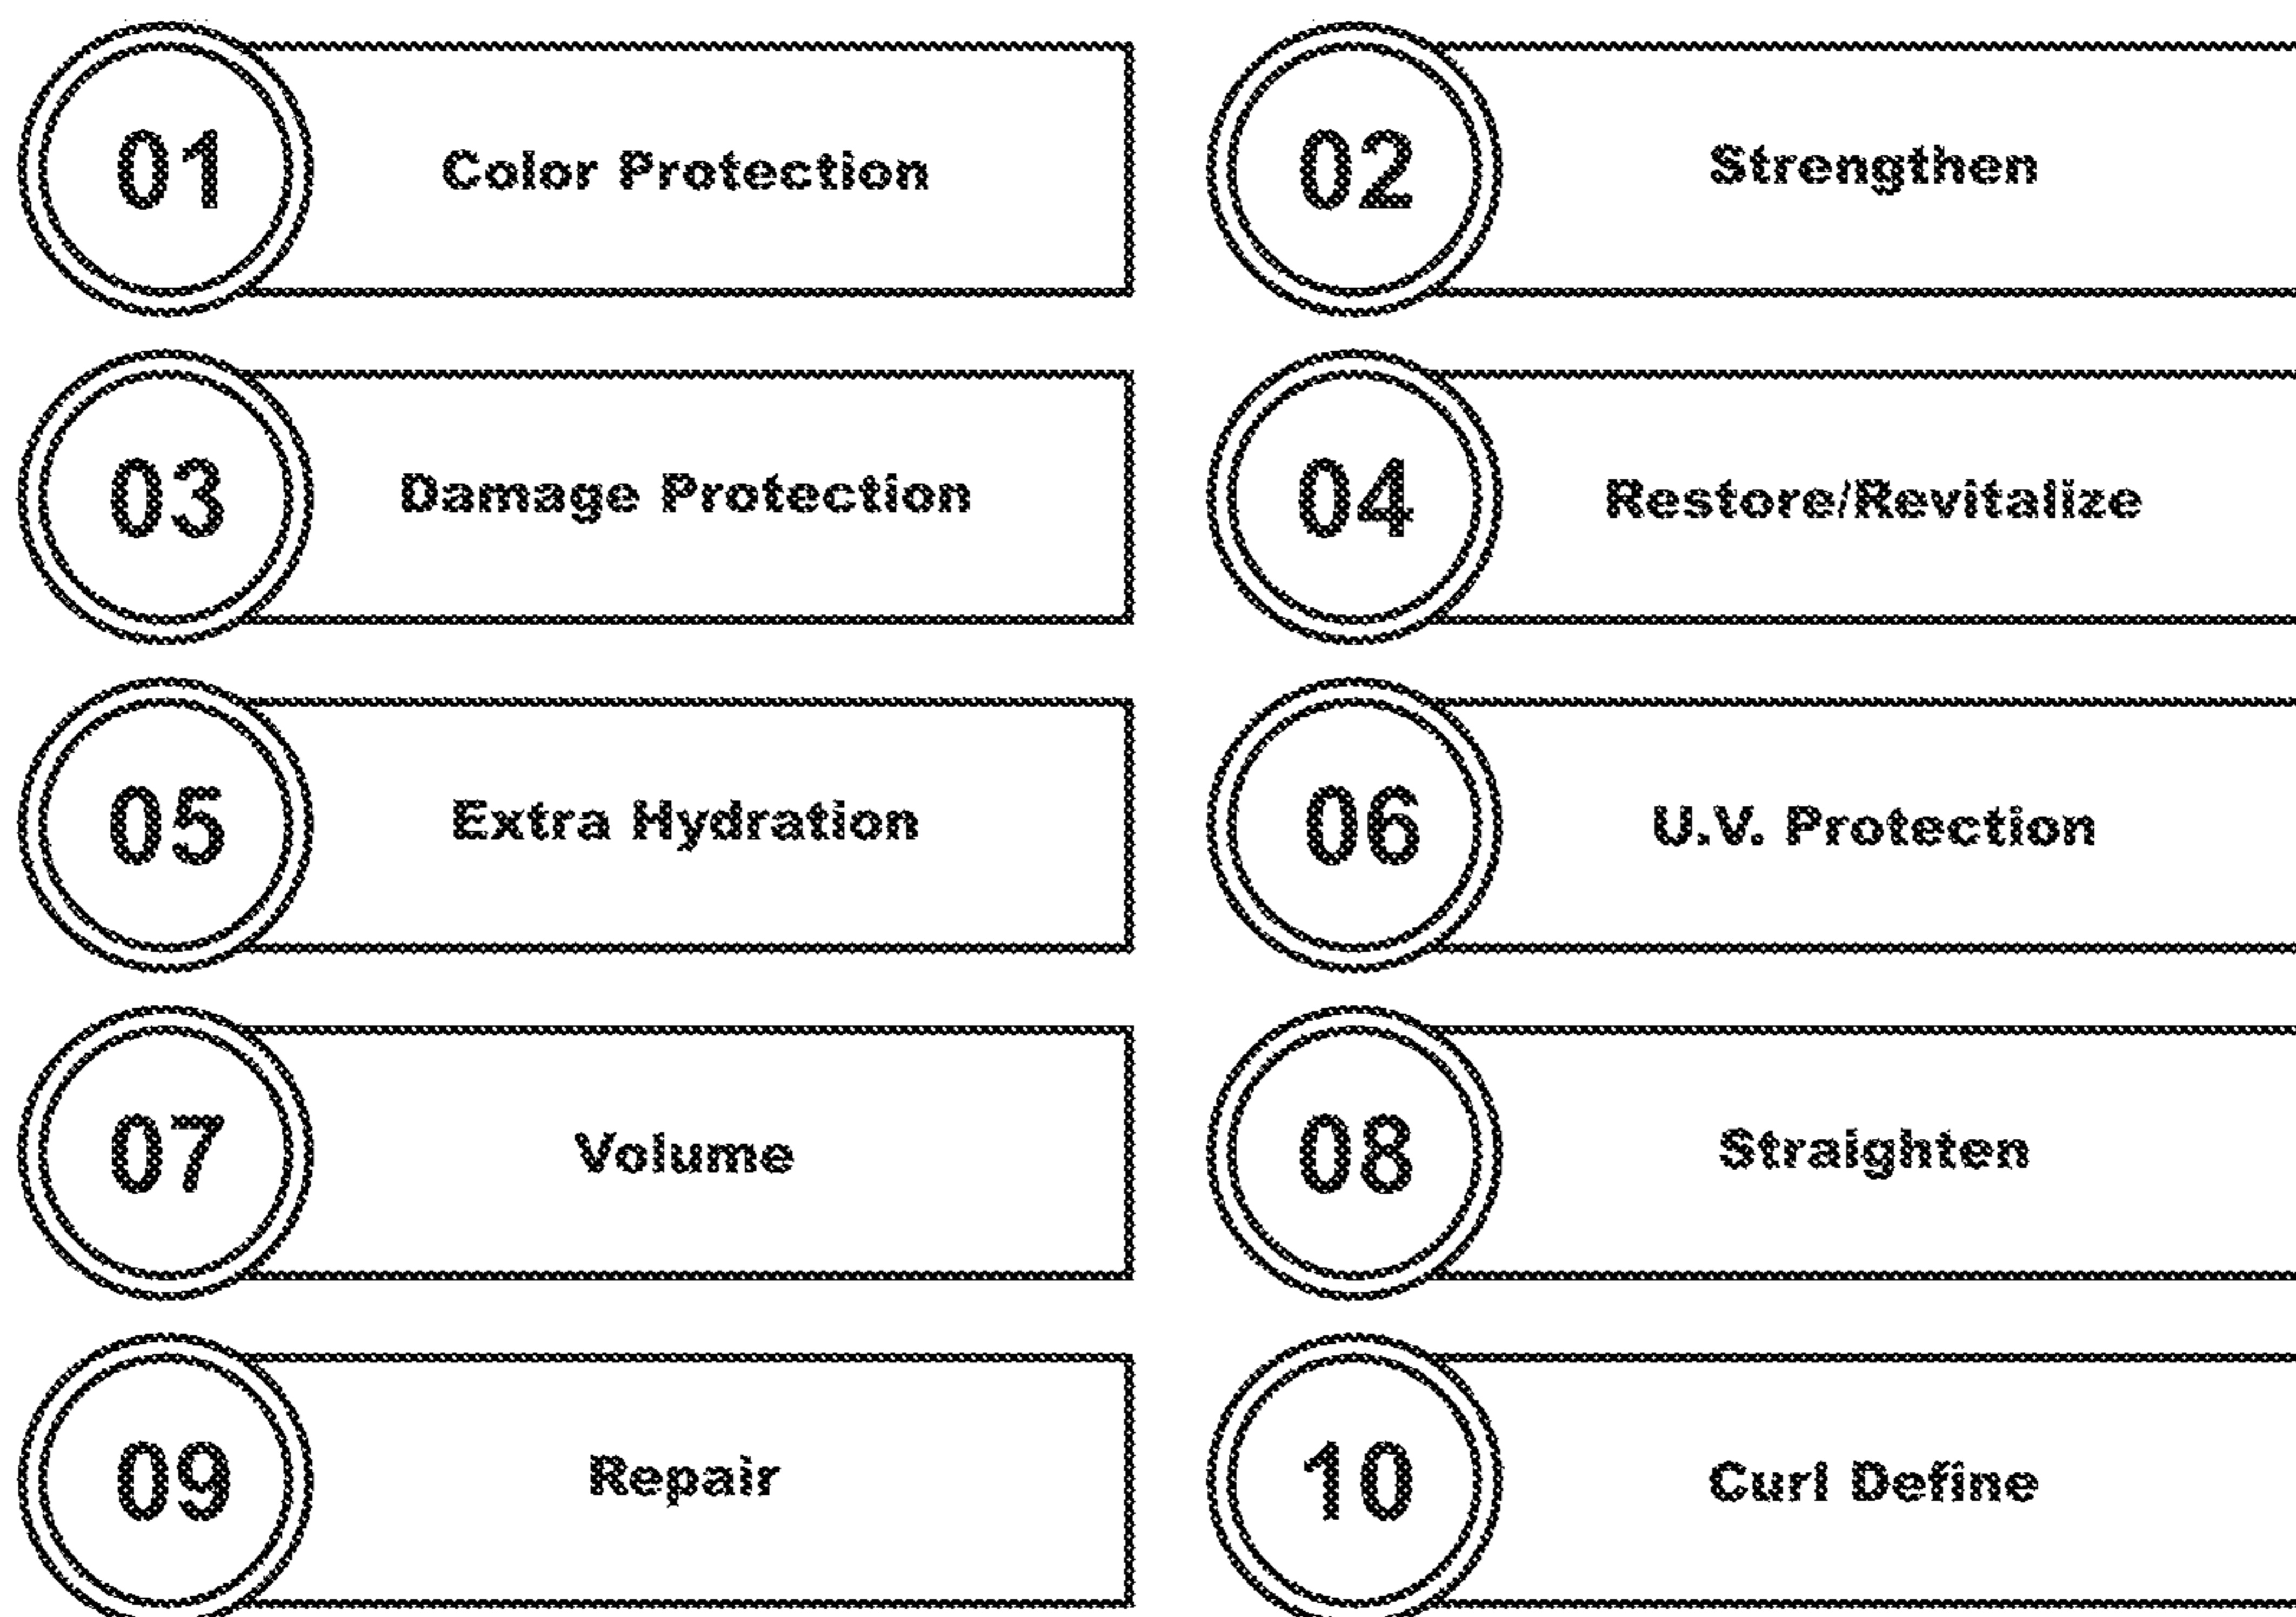 01 Color Protection
02 Strengthen
03 Damage Protection
04 Restore/Revitalize
05 Extra Hydration
06 U.V. Protection
07 Volume
08 Straighten
09 Repair
10 Curl Define